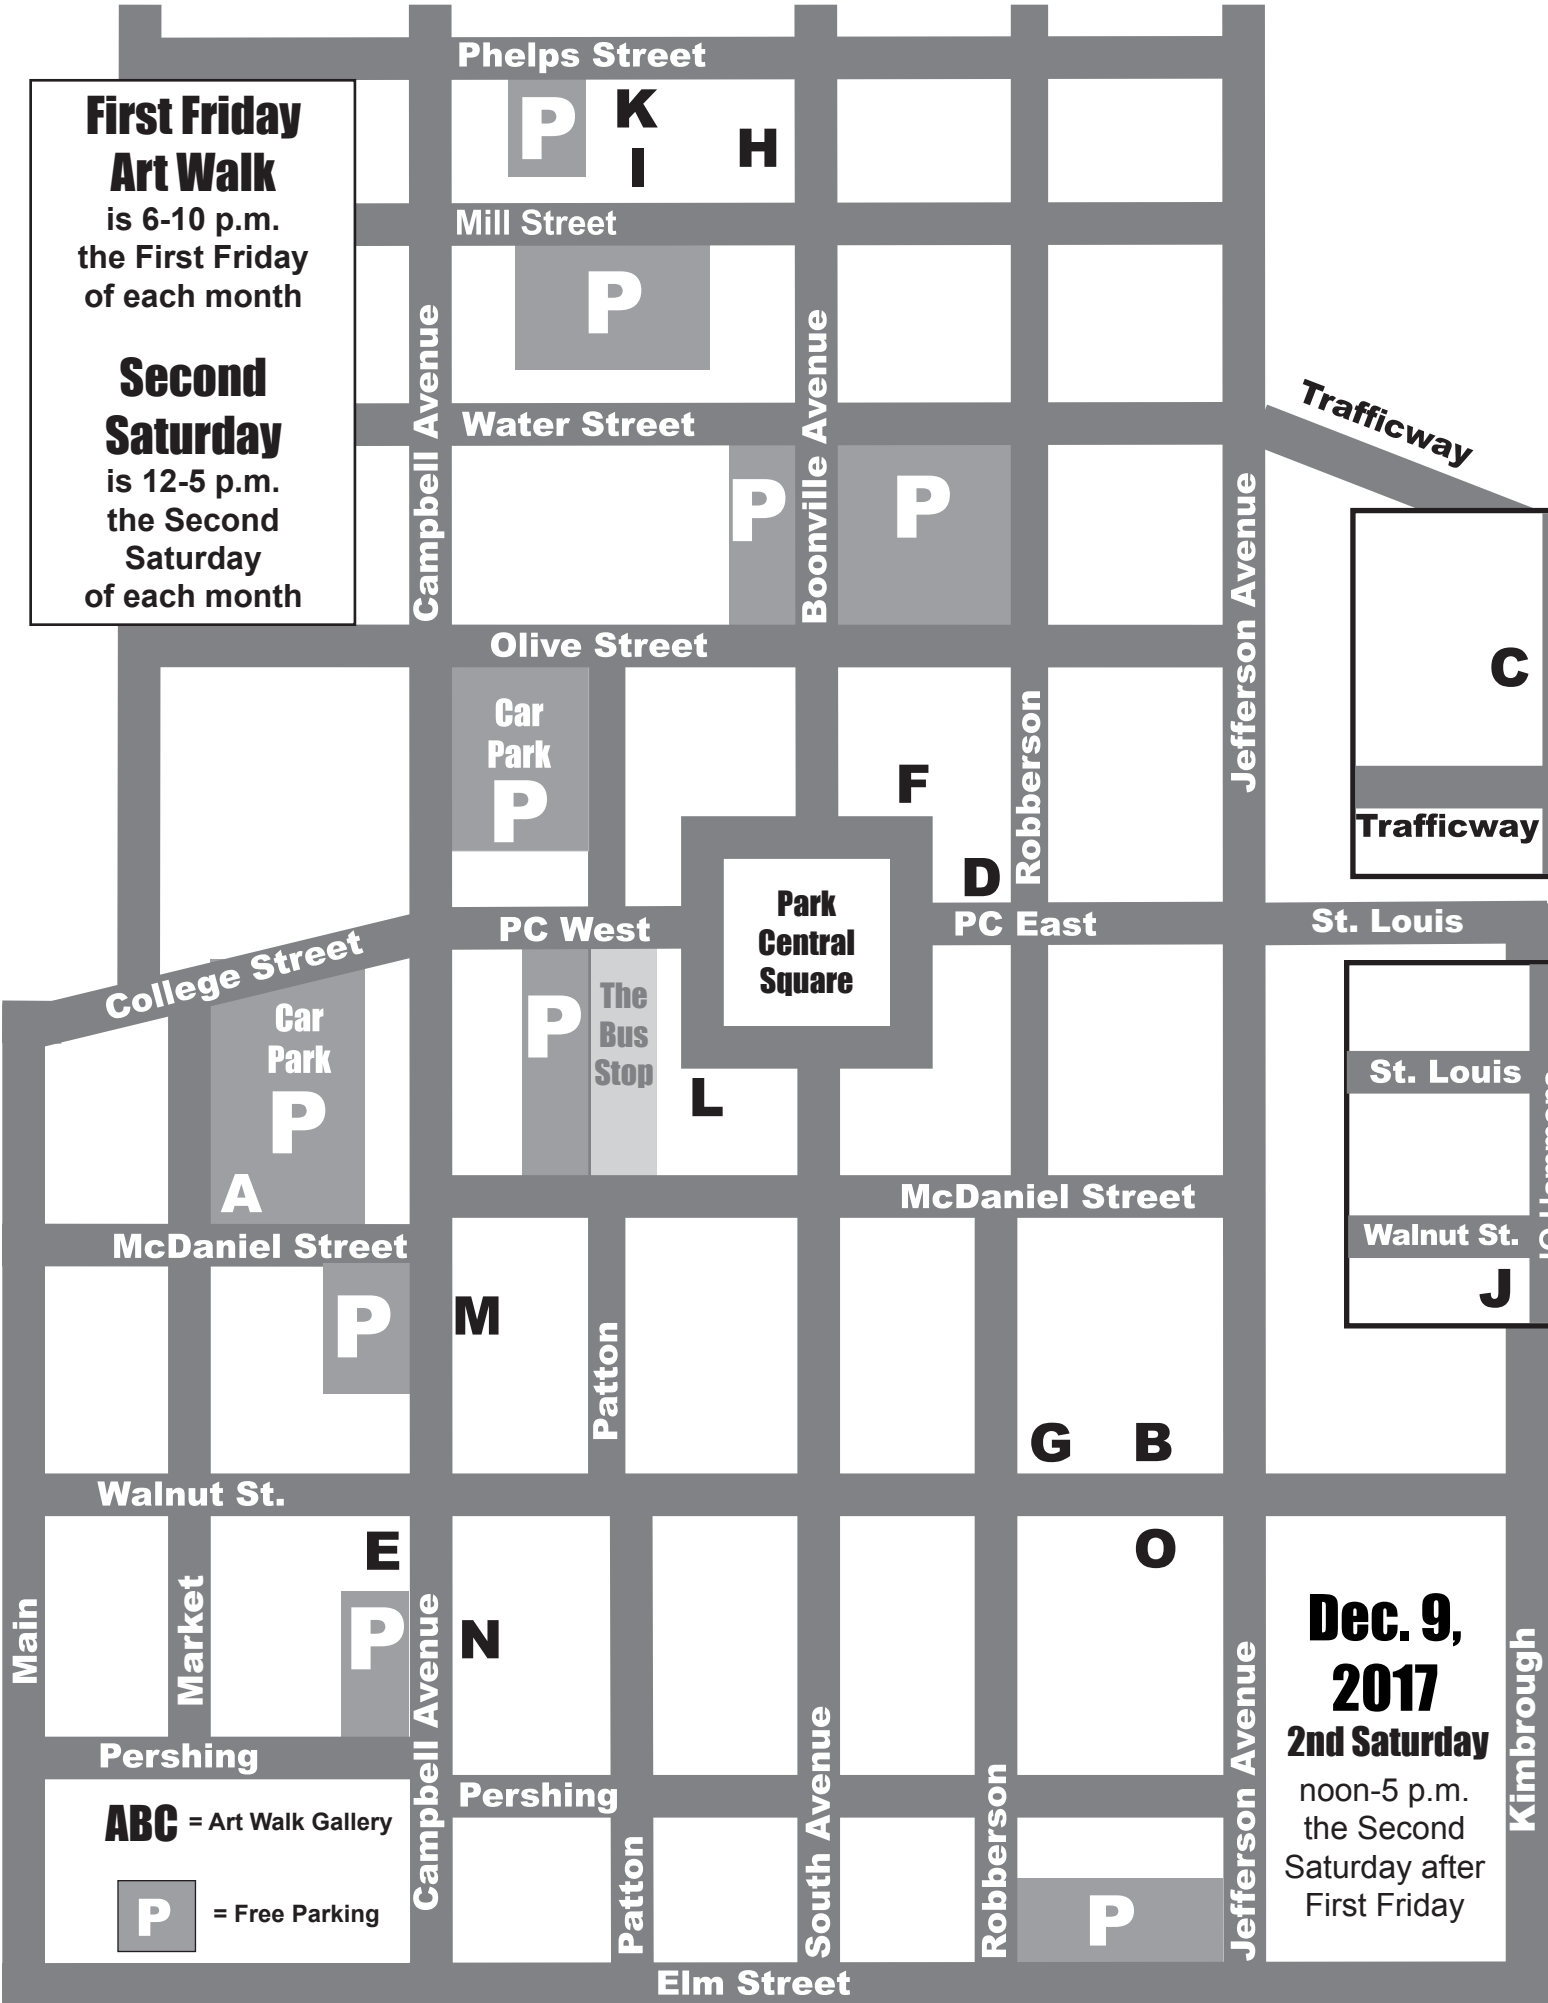 Phelps Street
First Friday
Art Walk
is 6-10 p.m.
the First Friday
of each month
Second
Saturday
is 12-5 p.m.
the Second
Saturday
of each month
P
K
I
H
Mill Street
P
Campbell Avenue
Boonville Avenue
Water Street
Trafficway
P
P
Jefferson Avenue
Olive Street
C
Car
Park
P
Robberson
F
Trafficway
D
Park
Central
Square
PC West
PC East
St. Louis
College Street
Car
Park
P
A
P
The
Bus
Stop
L
St. Louis
McDaniel Street
McDaniel Street
Walnut St.
J
P
M
Patton
G
B
Walnut St.
E
O
Main
Market
P
Campbell Avenue
N
Dec. 9,
2017
2nd Saturday
noon-5 p.m.
the Second
Saturday after
First Friday
Kimbrough
Pershing
Pershing
South Avenue
Robberson
Jefferson Avenue
Patton
ABC = Art Walk Gallery
P = Free Parking
P
Elm Street